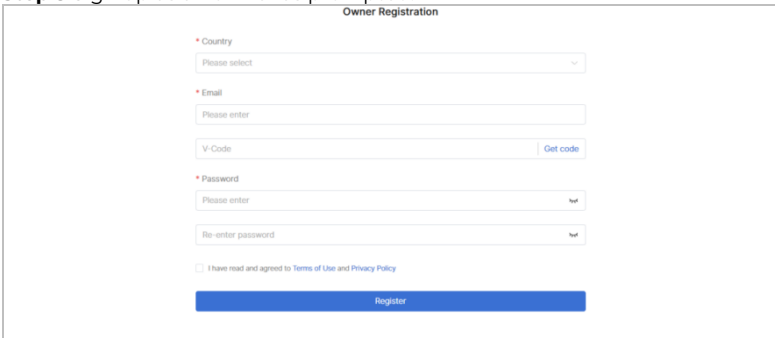 Owner Registration
* Country
Please select
* Email
Please enter
V-Code Get code
* Password
Please enter
Re-enter password
I have read and agreed to Terms of Use and Privacy Policy
Register